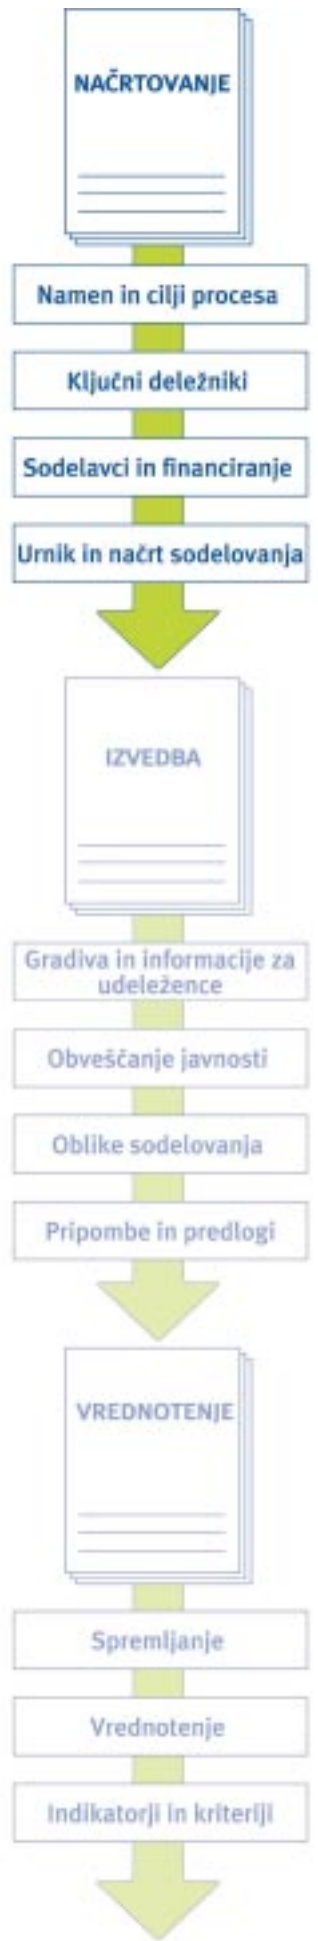 NAČRTOVANJE
Namen in cilji procesa
Ključni deležniki
Sodelavci in financiranje
Urnik in načrt sodelovanja
IZVEDBA
Gradiva in informacije za
udeležence
Obveščanje javnosti
Oblike sodelovanja
Pripombe in predlogi
VREDNOTENJE
Spremljanje
Vrednotenje
Indikatorji in kriteriji